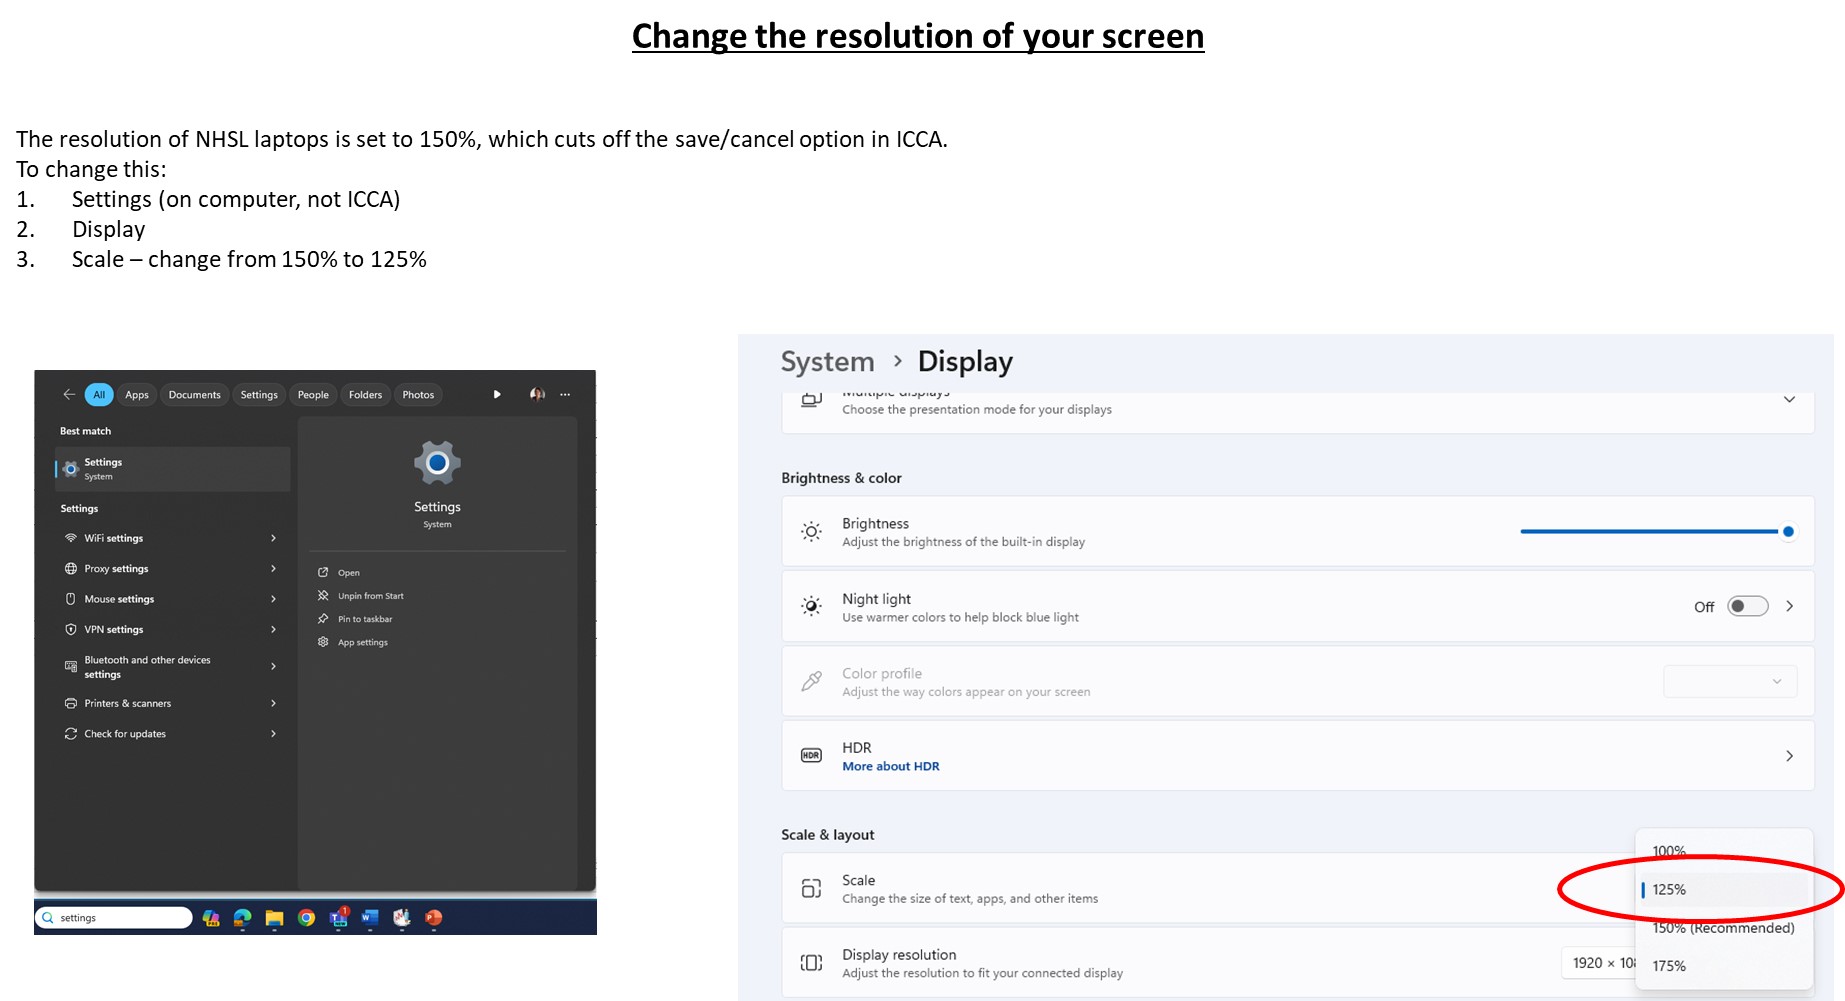 Change the resolution of your screen
The resolution of NHSL laptops is set to 150%, which cuts off the save/cancel option in ICCA.
To change this:
1. Settings (on computer, not ICCA)
2. Display
3. Scale – change from 150% to 125%
All Apps Documents Settings People Folders Photos
Best match
Settings
System
Settings
WiFi settings
Proxy settings
Mouse settings
VPN settings
Bluetooth and other devices
settings
Printers & scanners
Check for updates
Settings
System
Open
Unpin from Start
Pin to taskbar
App settings
settings
1
System > Display
Multiple displays
Choose the presentation mode for your displays
Brightness & color
Brightness
Adjust the brightness of the built-in display
Night light
Use warmer colors to help block blue light
Off
Color profile
Adjust the way colors appear on your screen
HDR
HDR
More about HDR
Scale & layout
Scale
Change the size of text, apps, and other items
Display resolution
Adjust the resolution to fit your connected display
1920 × 10
100%
125%
150% (Recommended)
175%